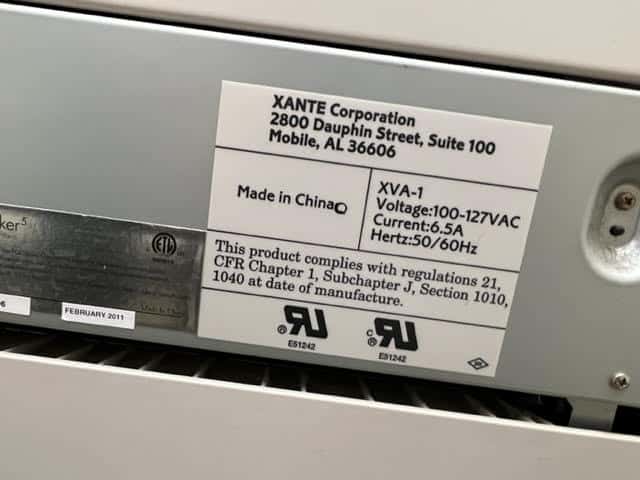 XANTE Corporation
2800 Dauphin Street, Suite 100
Mobile, AL 36606
Made in China
XVA-1
Voltage:100-127VAC
Current:6.5A
Hertz:50/60Hz
This product complies with regulations 21,
CFR Chapter 1, Subchapter J, Section 1010,
1040 at date of manufacture.
E51242
E51242
ker5
FEBRUARY 2011